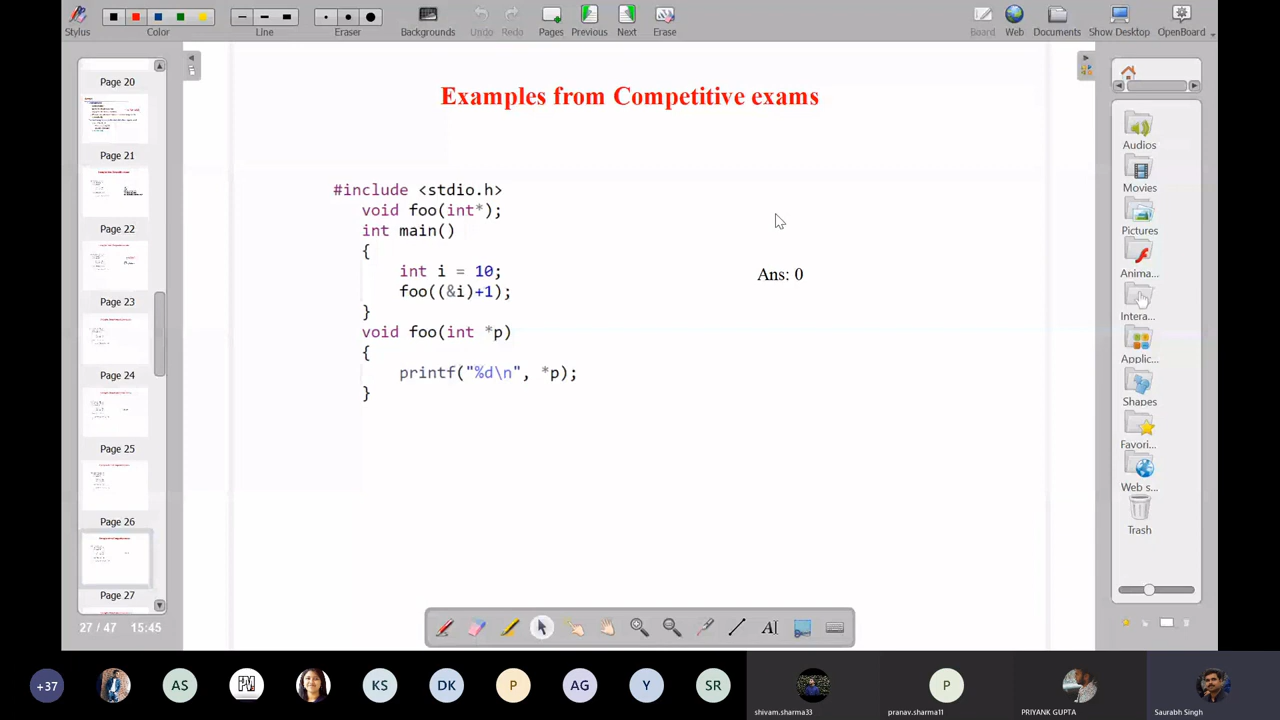 Stylus
Color
Line
Eraser
Backgrounds
Undo
Redo
Pages
Previous
Next
Erase
Board
Web
Documents
Show Desktop
OpenBoard
Page 20
Page 21
Page 22
Page 23
Page 24
Page 25
Page 26
Page 27
27 / 47
15:45
Examples from Competitive exams
#include <stdio.h>
void foo(int*);
int main()
{
int i = 10;
foo((&i)+1);
}
void foo(int *p)
{
printf("%d\n", *p);
}
Ans: 0
Audios
Movies
Pictures
Anima...
Intera...
Applic...
Shapes
Favori...
Web s...
Trash
+37
AS
KS
DK
P
AG
Y
SR
P
shivam.sharma33
pranav.sharma11
PRIYANK GUPTA
Saurabh Singh